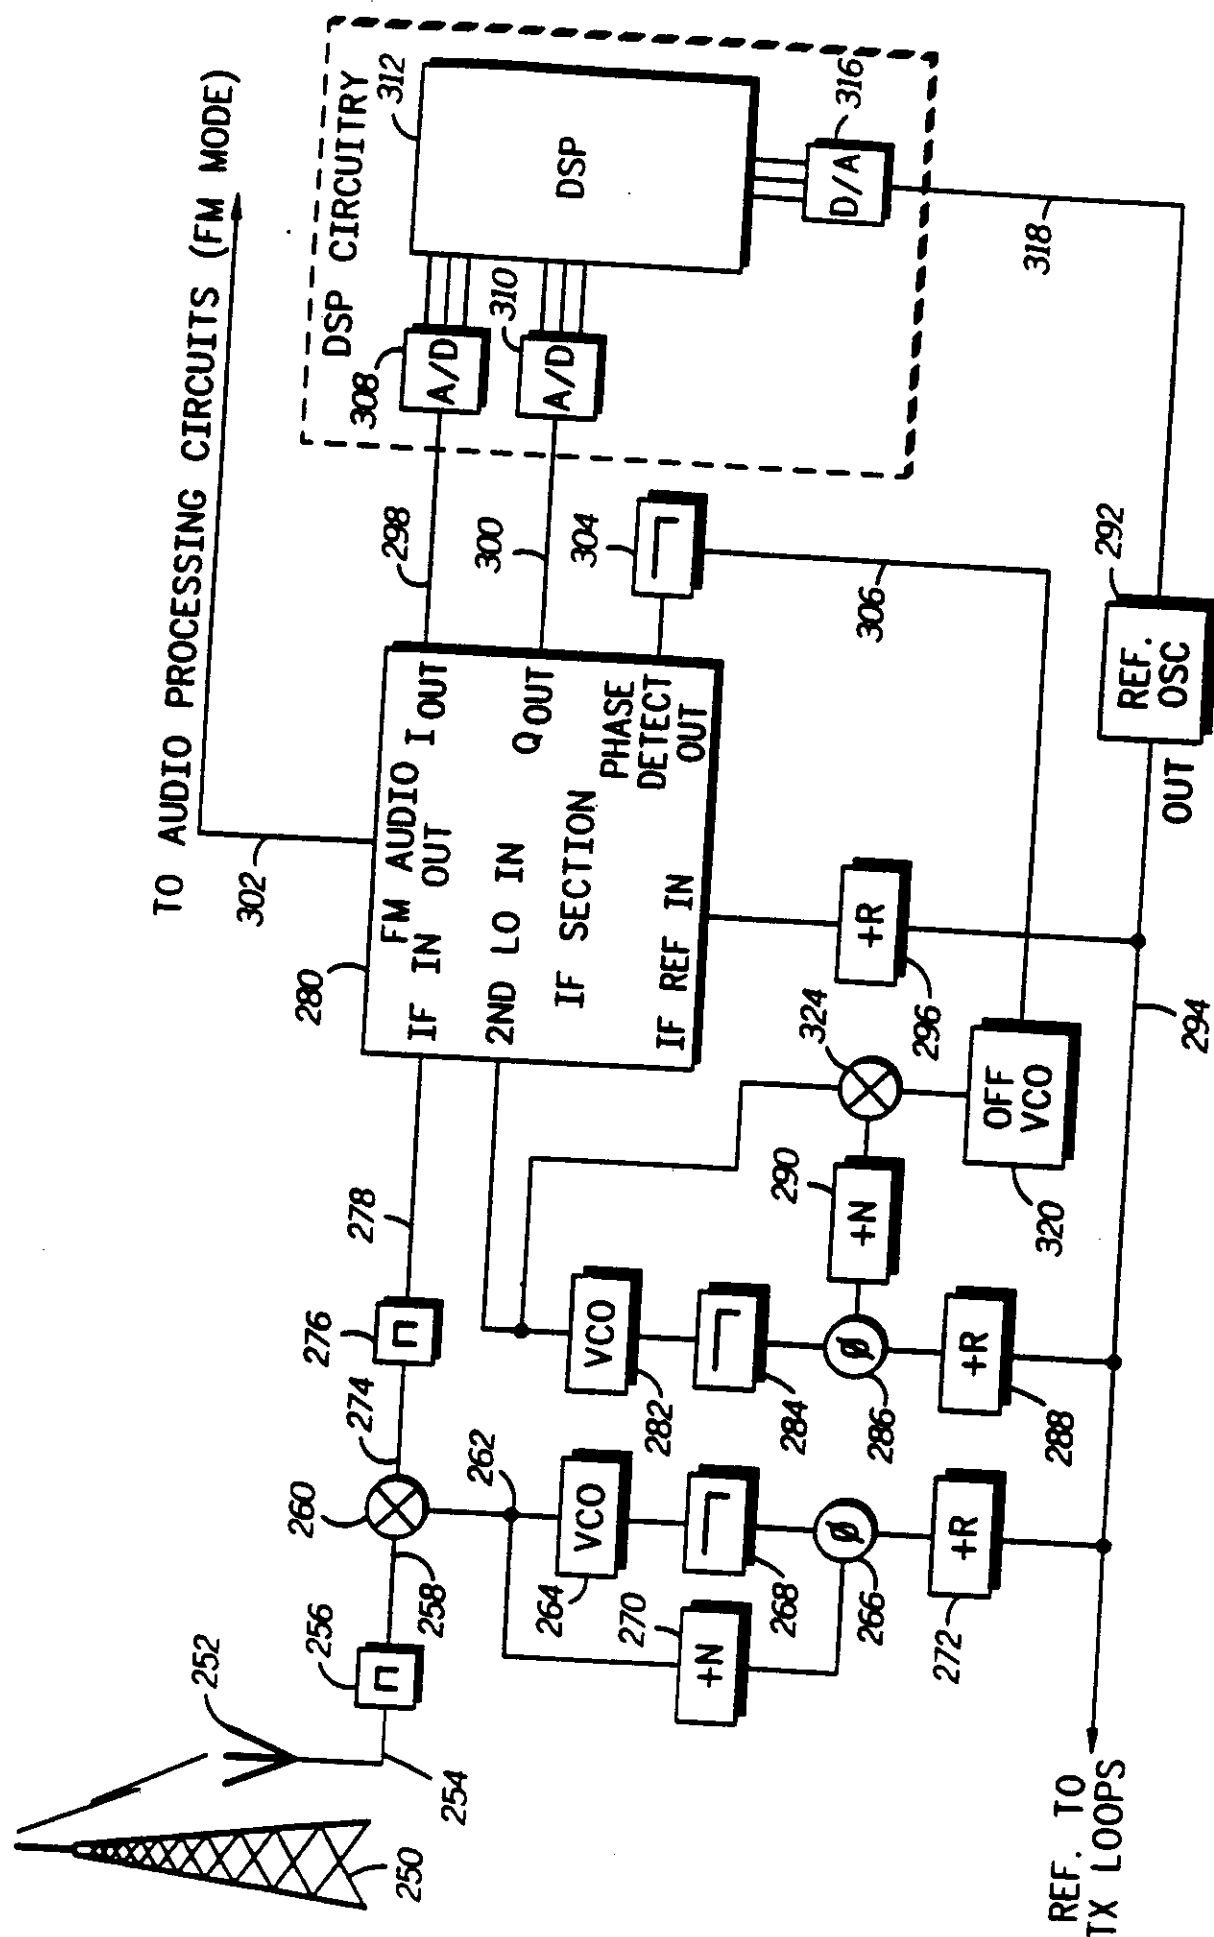 TO AUDIO PROCESSING CIRCUITS (FM MODE)
302
DSP CIRCUITRY
312
DSP
308
A/D
310
A/D
D/A
316
318
298
300
304
306
280
FM AUDIO
OUT
I OUT
IF IN
2ND LO IN
Q OUT
IF SECTION
PHASE
DETECT
OUT
IF REF IN
250
252
254
256
⊓
258
260
274
276
⊓
278
262
264
VCO
282
VCO
268
284
270
+N
266
Ø
286
Ø
290
+N
324
296
+R
272
+R
288
+R
320
OFF
VCO
292
REF.
OSC
OUT
294
REF. TO
TX LOOPS